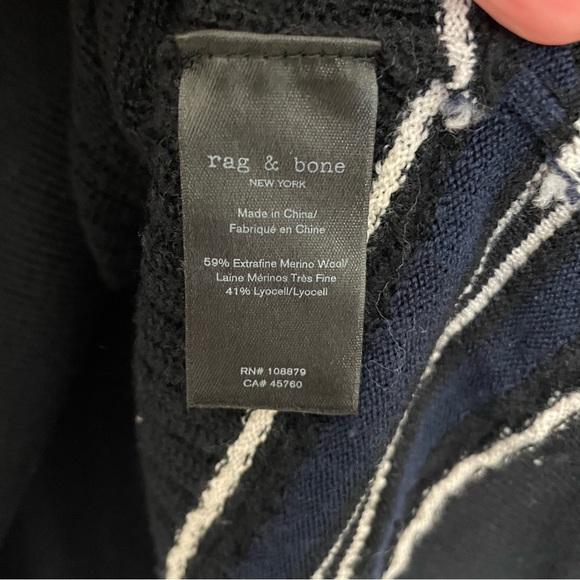 rag & bone
NEW YORK
Made in China/
Fabriqué en Chine
59% Extrafine Merino Wool/
Laine Mérinos Très Fine
41% Lyocell/Lyocell
RN# 108879
CA# 45760